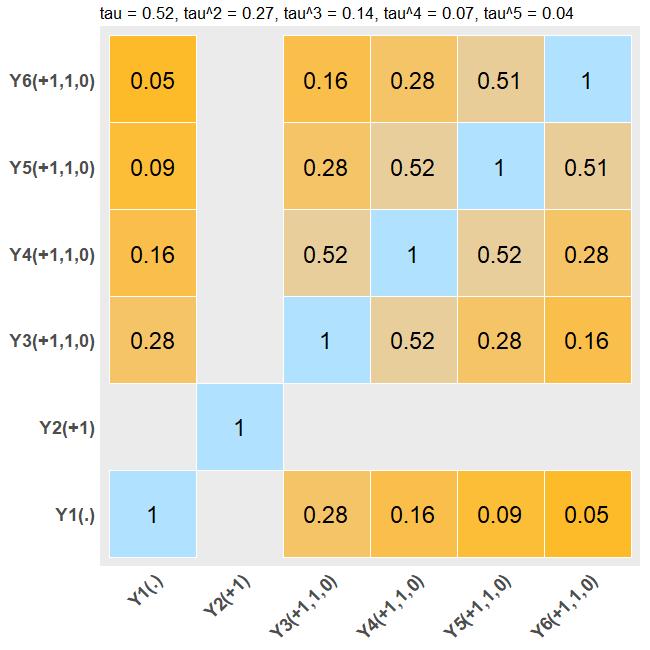 tau = 0.52, tau^2 = 0.27, tau^3 = 0.14, tau^4 = 0.07, tau^5 = 0.04
Y6(+1,1,0) 0.05 0.16 0.28 0.51 1
Y5(+1,1,0) 0.09 0.28 0.52 1 0.51
Y4(+1,1,0) 0.16 0.52 1 0.52 0.28
Y3(+1,1,0) 0.28 1 0.52 0.28 0.16
Y2(+1) 1
Y1(.) 1 0.28 0.16 0.09 0.05
Y1(.) Y2(+1) Y3(+1,1,0) Y4(+1,1,0) Y5(+1,1,0) Y6(+1,1,0)